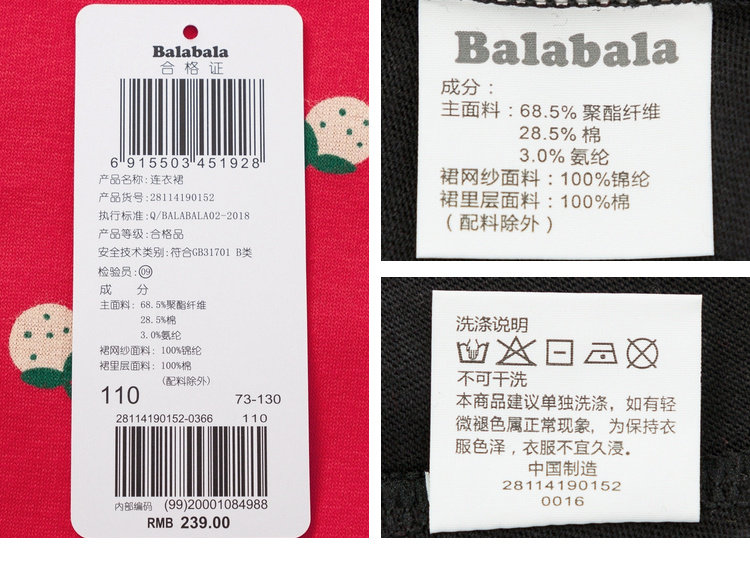 Balabala
合格证
6 915503 451928
产品名称:连衣裙
产品货号:28114190152
执行标准:Q/BALABALA02-2018
产品等级:合格品
安全技术类别:符合GB31701 B类
检验员:09
成 分
主面料: 68.5%聚酯纤维
28.5%棉
3.0%氨纶
裙网纱面料: 100%锦纶
裙里层面料: 100%棉
(配料除外)
110 73-130
28114190152-0366 110
内部编码 (99)20001084988
RMB 239.00
Balabala
成分:
主面料:68.5% 聚酯纤维
28.5% 棉
3.0% 氨纶
裙网纱面料:100%锦纶
裙里层面料:100%棉
(配料除外)
洗涤说明
不可干洗
本商品建议单独洗涤,如有轻
微褪色属正常现象,为保持衣
服色泽,衣服不宜久浸。
中国制造
28114190152
0016